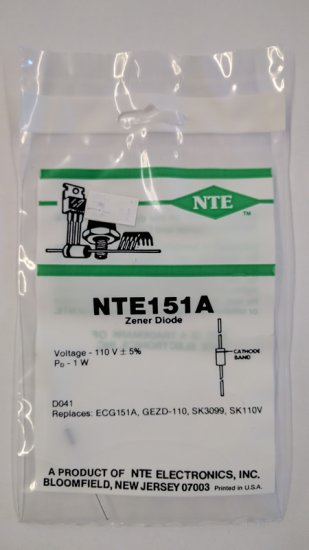 NTE
TM
NTE151A
Zener Diode
Voltage - 110 V ± 5%
PD - 1 W
CATHODE
BAND
D041
Replaces: ECG151A, GEZD-110, SK3099, SK110V
A PRODUCT OF NTE ELECTRONICS, INC.
BLOOMFIELD, NEW JERSEY 07003 Printed in U.S.A.